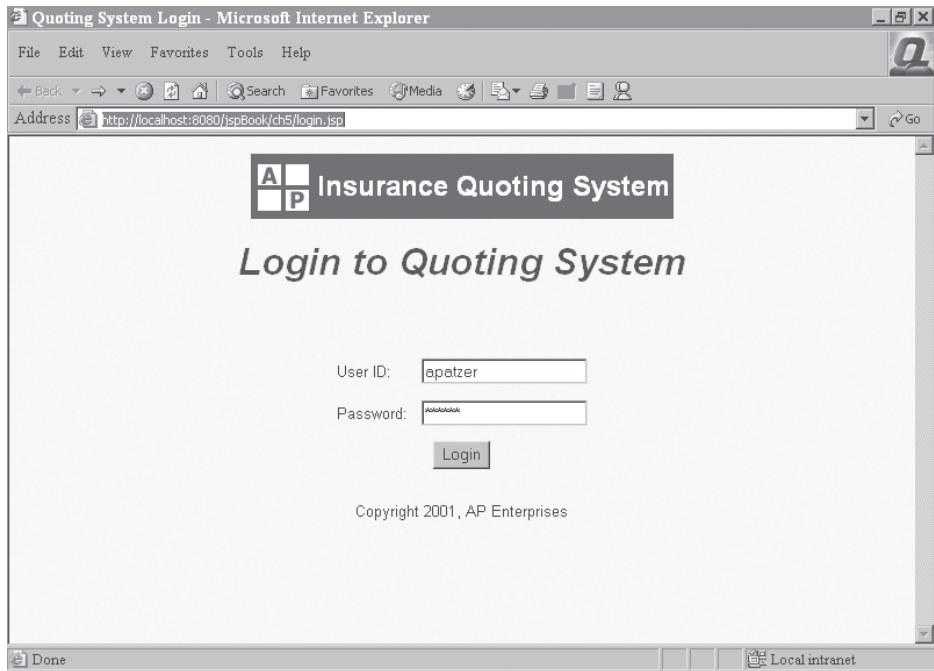 Quoting System Login - Microsoft Internet Explorer
File Edit View Favorites Tools Help
Back Search Favorites Media
Address http://localhost:8080/jspBook/ch5/login.jsp Go
A P Insurance Quoting System
Login to Quoting System
User ID: apatzer
Password: ******
Login
Copyright 2001, AP Enterprises
Done Local intranet